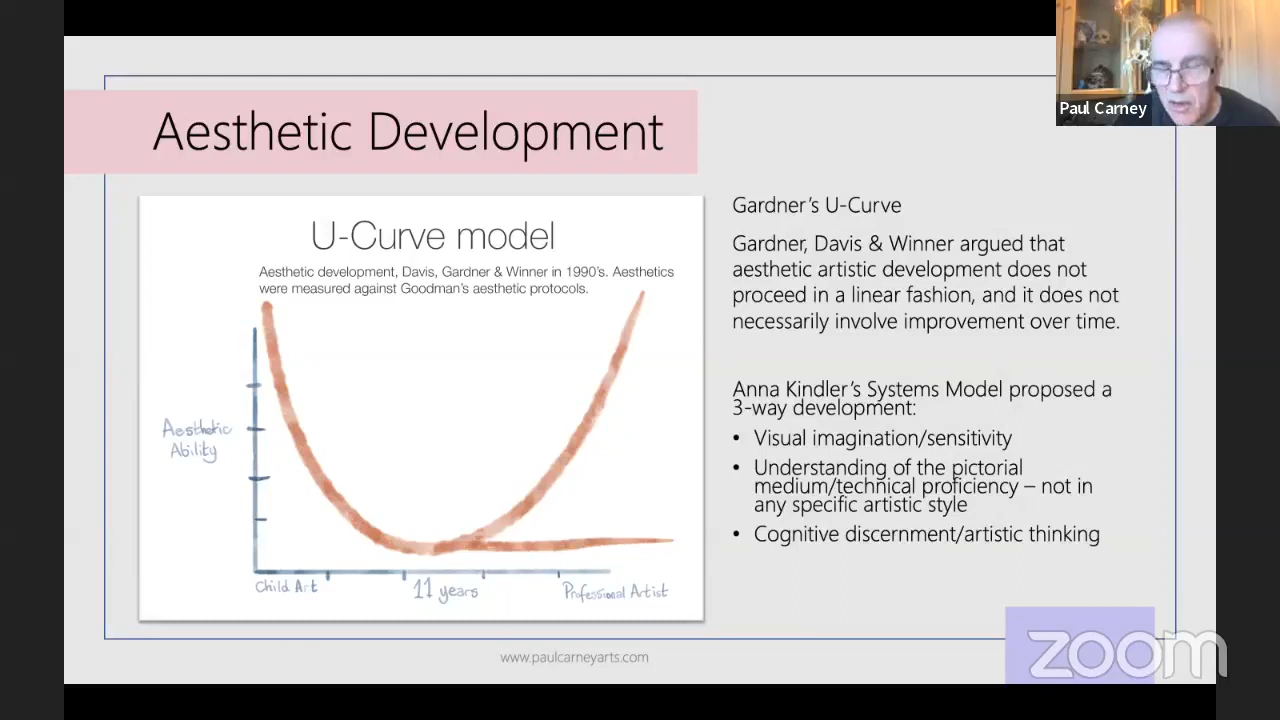 Paul Carney
Aesthetic Development
U-Curve model
Aesthetic development, Davis, Gardner & Winner in 1990's. Aesthetics
were measured against Goodman's aesthetic protocols.
Aesthetic
Ability
Child Art
11 years
Professional Artist
Gardner's U-Curve
Gardner, Davis & Winner argued that
aesthetic artistic development does not
proceed in a linear fashion, and it does not
necessarily involve improvement over time.
Anna Kindler's Systems Model proposed a
3-way development:
• Visual imagination/sensitivity
• Understanding of the pictorial
medium/technical proficiency – not in
any specific artistic style
• Cognitive discernment/artistic thinking
www.paulcarneyarts.com
zoom